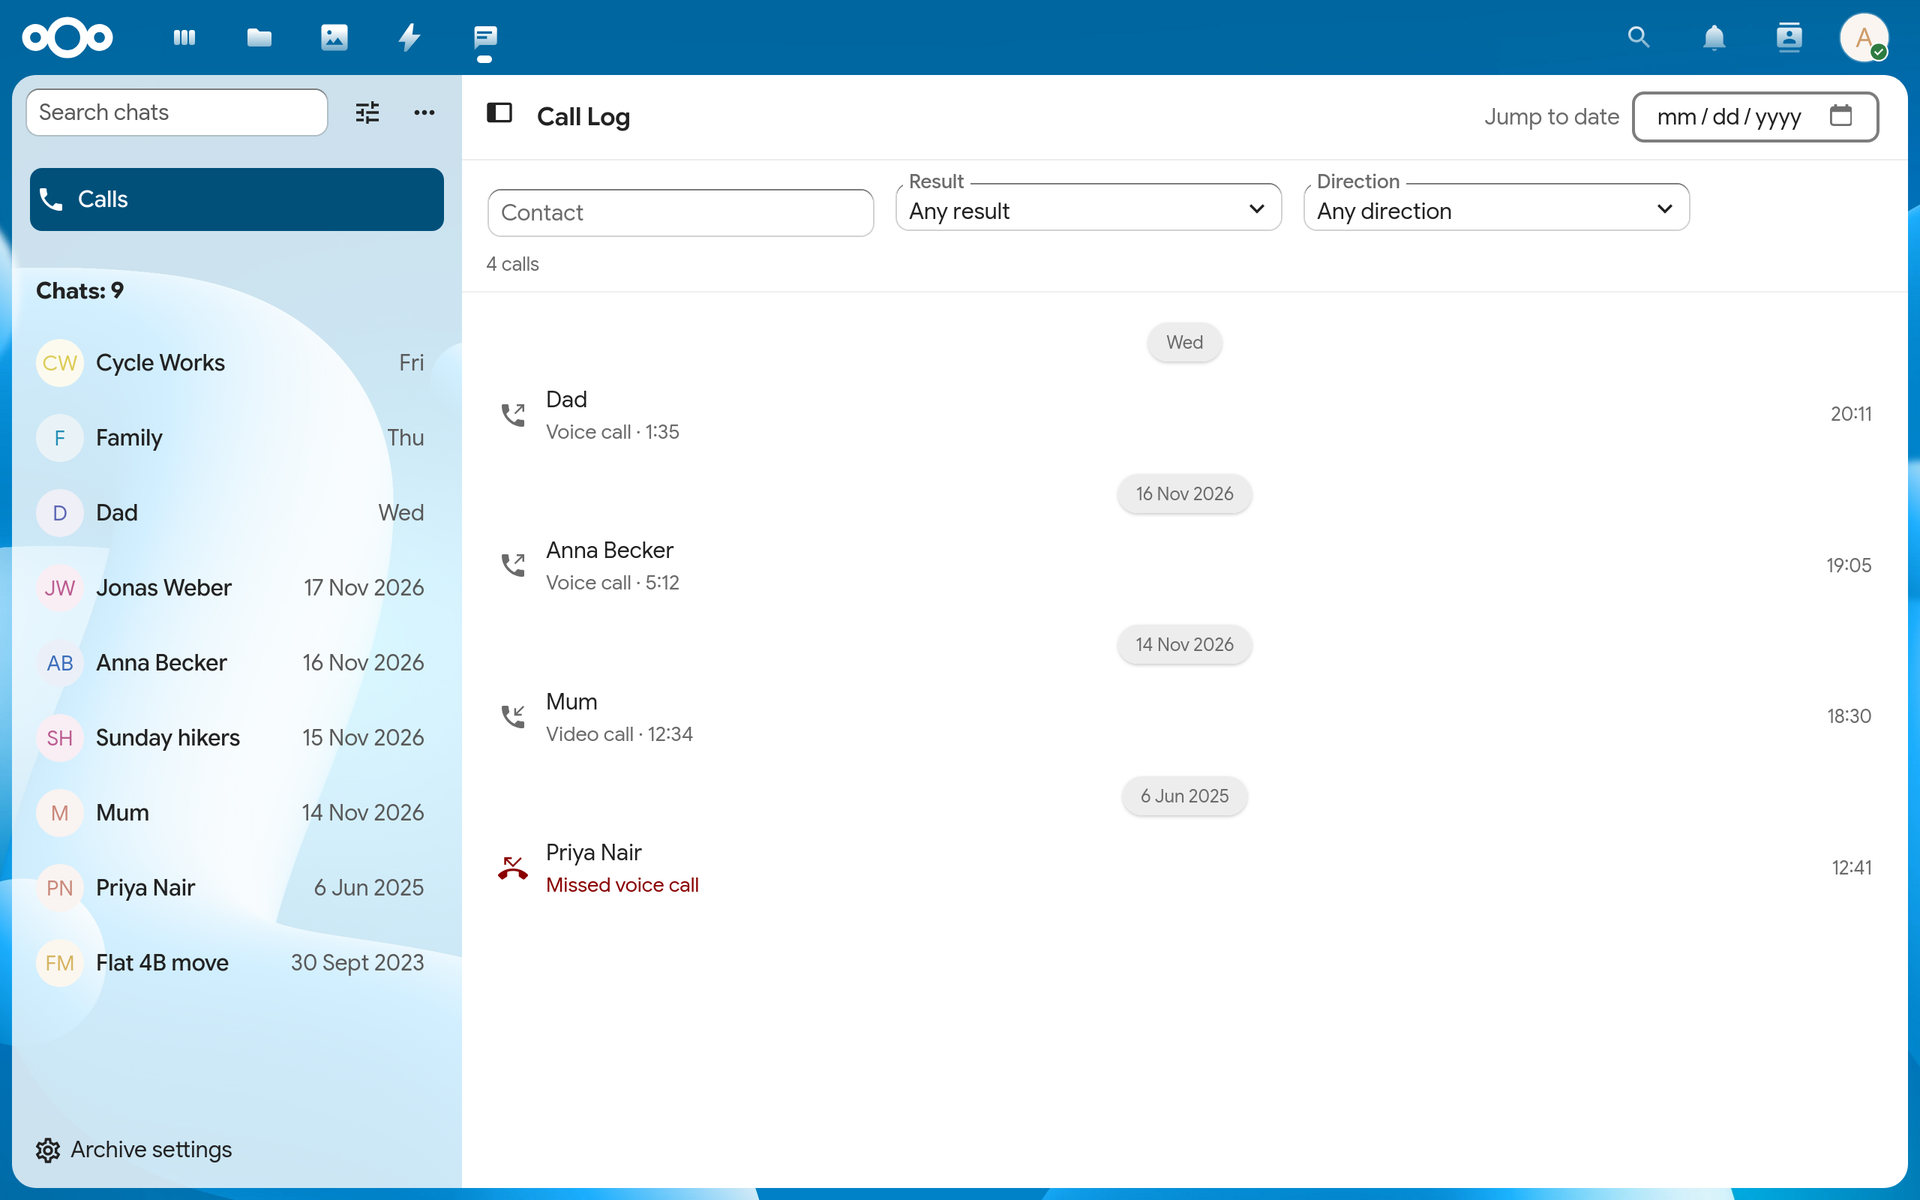 A
Search chats
Calls
Chats: 9
CW Cycle Works Fri
F Family Thu
D Dad Wed
JW Jonas Weber 17 Nov 2026
AB Anna Becker 16 Nov 2026
SH Sunday hikers 15 Nov 2026
M Mum 14 Nov 2026
PN Priya Nair 6 Jun 2025
FM Flat 4B move 30 Sept 2023
Archive settings
Call Log
Jump to date mm/dd/yyyy
Contact
Result
Any result
Direction
Any direction
4 calls
Wed
Dad
Voice call · 1:35
20:11
16 Nov 2026
Anna Becker
Voice call · 5:12
19:05
14 Nov 2026
Mum
Video call · 12:34
18:30
6 Jun 2025
Priya Nair
Missed voice call
12:41